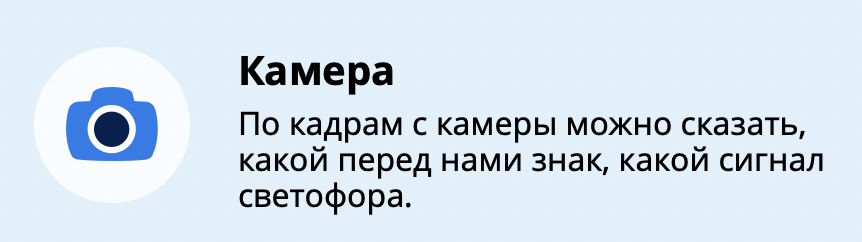 Камера
По кадрам с камеры можно сказать,
какой перед нами знак, какой сигнал
светофора.